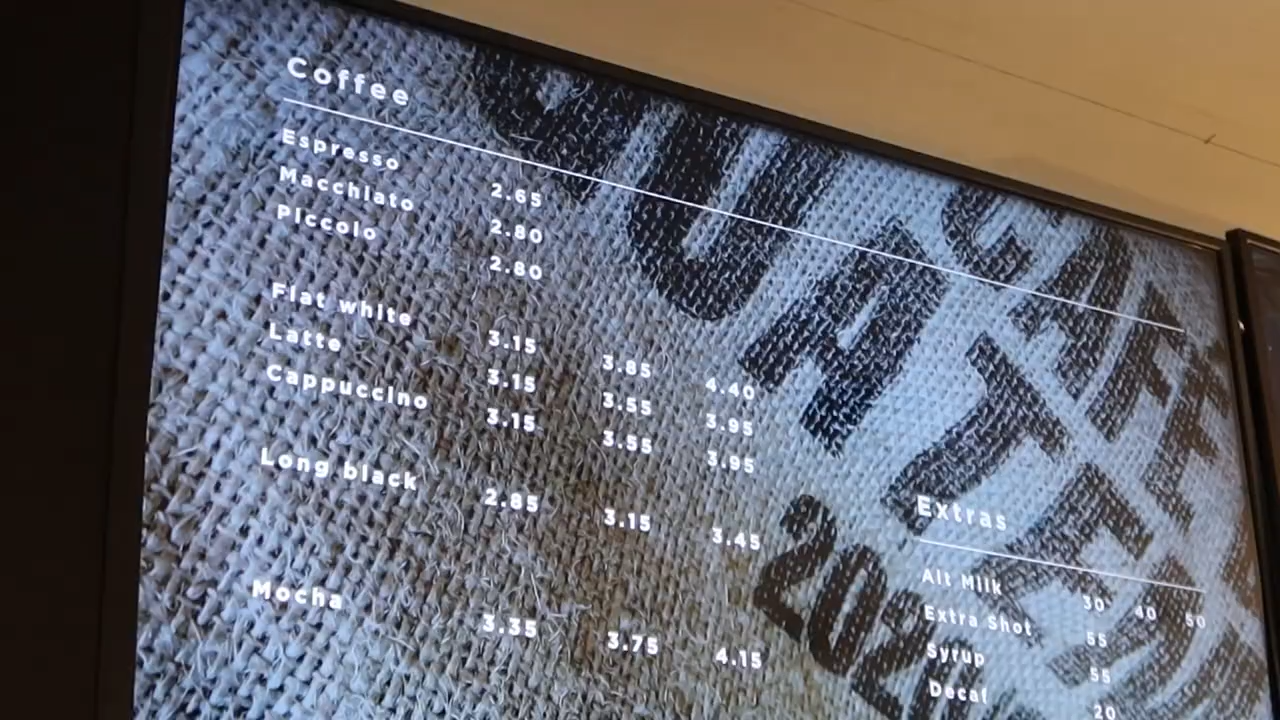 Coffee
Espresso 2.65
Macchiato 2.80
Piccolo 2.80
Flat white 3.15 3.85 4.40
Latte 3.15 3.55 3.95
Cappuccino 3.15 3.55 3.95
Long black 2.85 3.15 3.45
Mocha 3.35 3.75 4.15
Extras
Alt Milk 30 40 50
Extra Shot 55
Syrup 55
Decaf 20